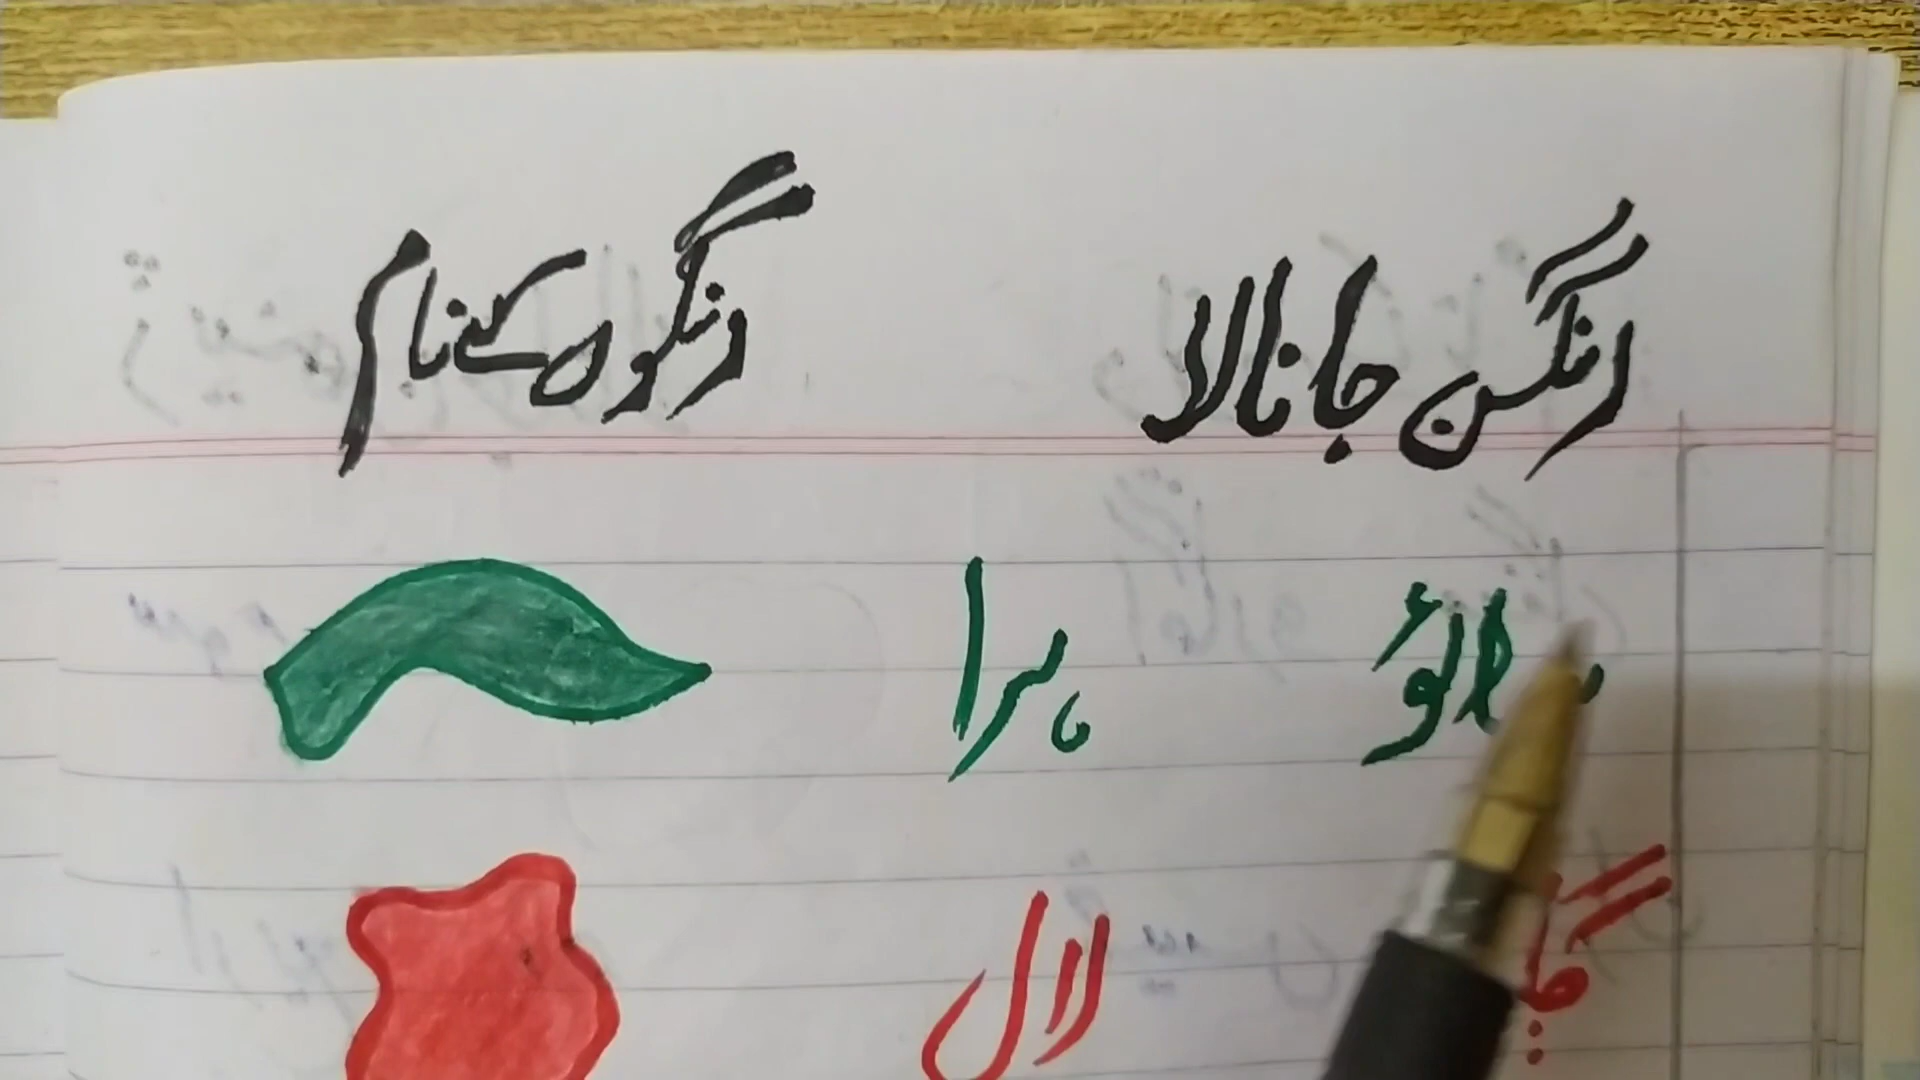 رنگن جا نالا رنگوں کے نام
ہرا
لال